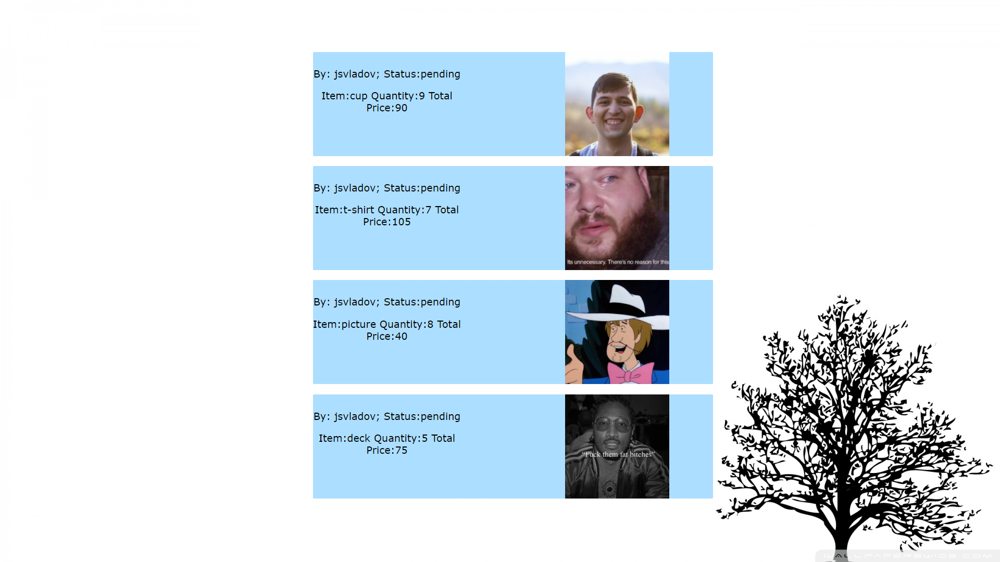 By: jsvladov; Status:pending
Item:cup Quantity:9 Total
Price:90
By: jsvladov; Status:pending
Item:t-shirt Quantity:7 Total
Price:105
Its unnecessary. There's no reason for this
By: jsvladov; Status:pending
Item:picture Quantity:8 Total
Price:40
By: jsvladov; Status:pending
Item:deck Quantity:5 Total
Price:75
“Fuck them fat bitches”
WALLPAPERSWIDE.COM